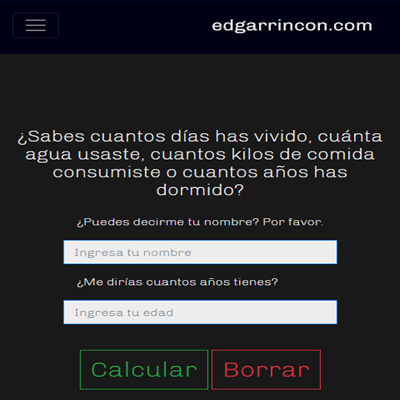 edgarrincon.com
¿Sabes cuantos días has vivido, cuánta
agua usaste, cuantos kilos de comida
consumiste o cuantos años has
dormido?
¿Puedes decirme tu nombre? Por favor.
Ingresa tu nombre
¿Me dirías cuantos años tienes?
Ingresa tu edad
Calcular Borrar